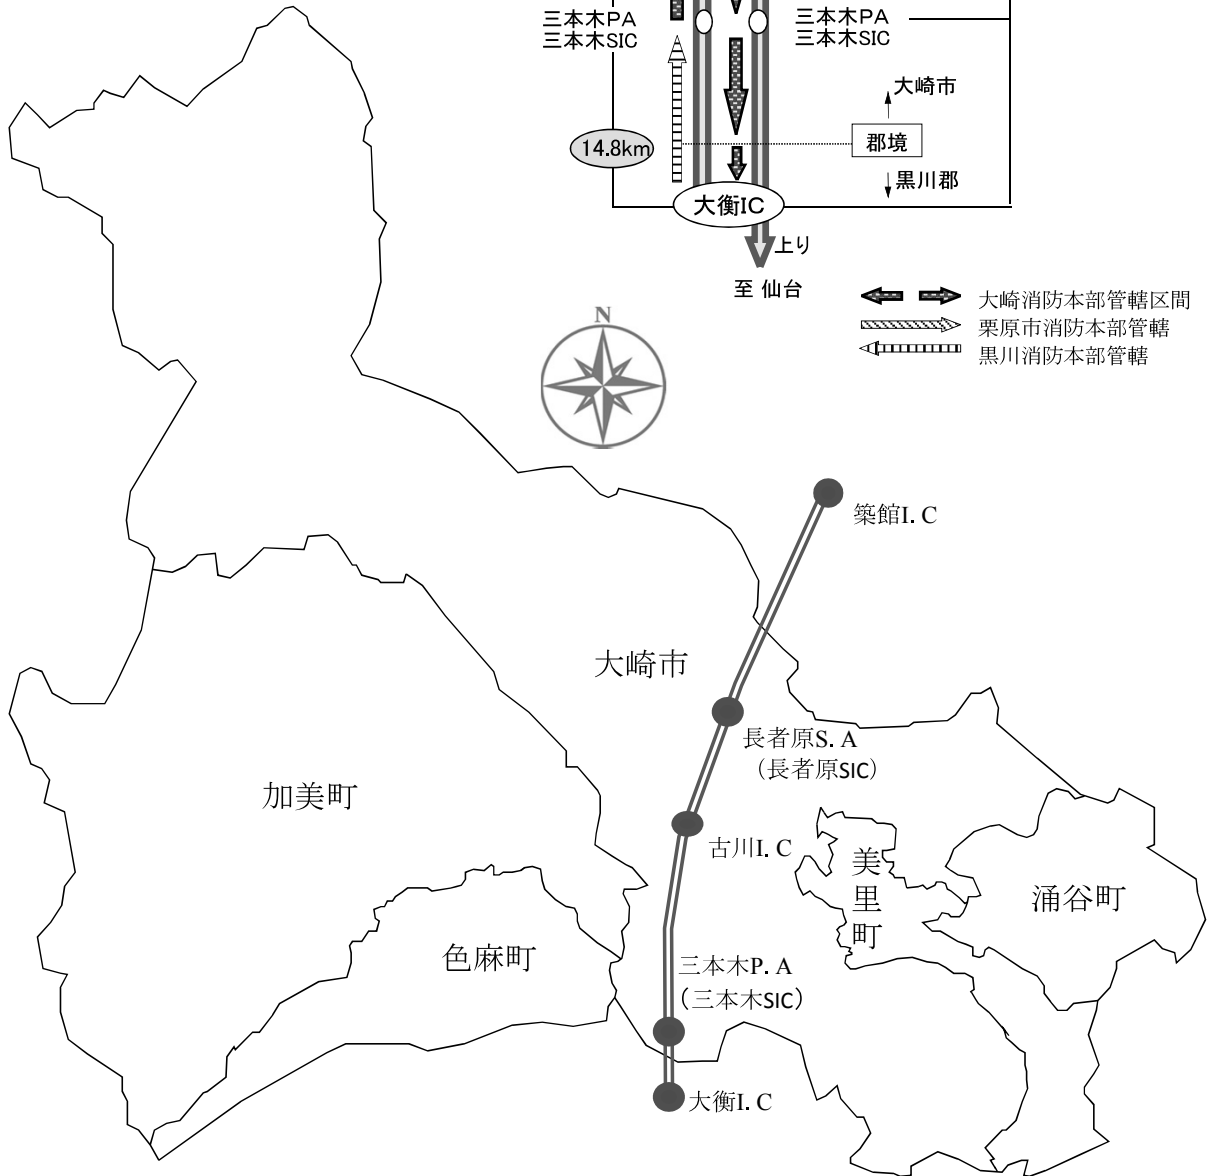 三本木PA
三本木SIC
三本木PA
三本木SIC
大崎市
14.8km
郡境
黒川郡
大衡IC
上り
至 仙台
大崎消防本部管轄区間
栗原市消防本部管轄
黒川消防本部管轄
N
築館I. C
大崎市
長者原S. A
（長者原SIC）
加美町
古川I. C
美里町
涌谷町
色麻町
三本木P. A
（三本木SIC）
大衡I. C